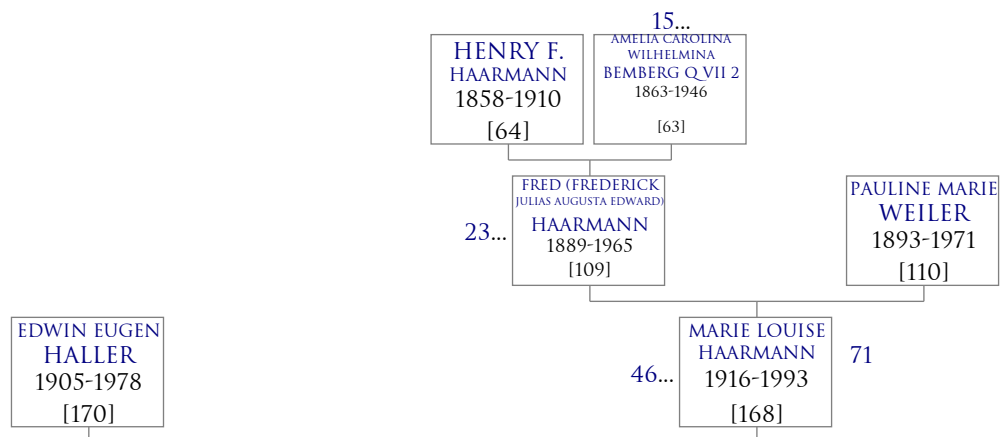 15...
HENRY F.
HAARMANN
1858-1910
[64]
AMELIA CAROLINA
WILHELMINA
BEMBERG Q VII 2
1863-1946
[63]
23...
FRED (FREDERICK
JULIAS AUGUSTA EDWARD)
HAARMANN
1889-1965
[109]
PAULINE MARIE
WEILER
1893-1971
[110]
EDWIN EUGEN
HALLER
1905-1978
[170]
46...
MARIE LOUISE
HAARMANN
1916-1993
[168]
71